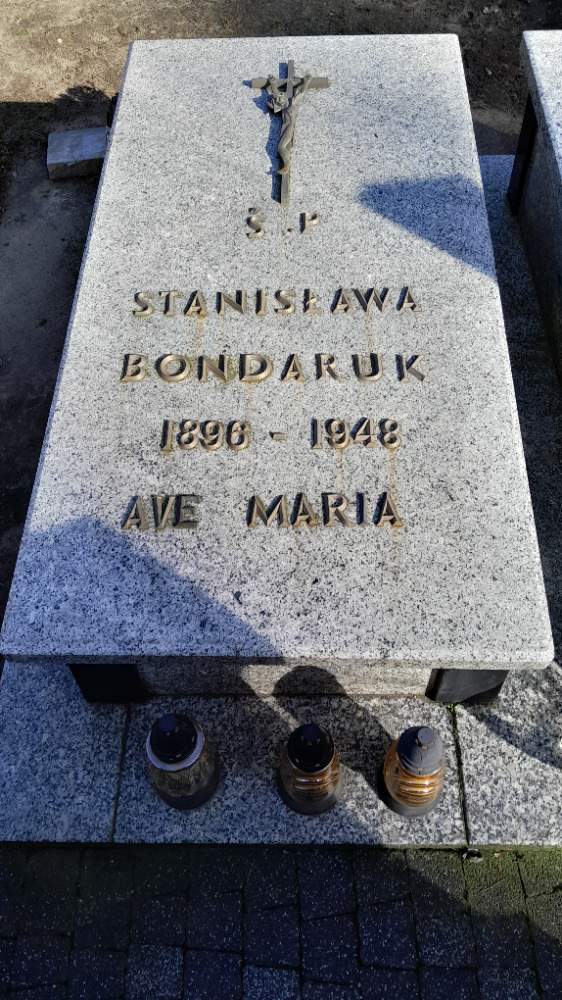 Ś.P
STANISŁAWA
BONDARUK
1896 - 1948
AVE MARIA